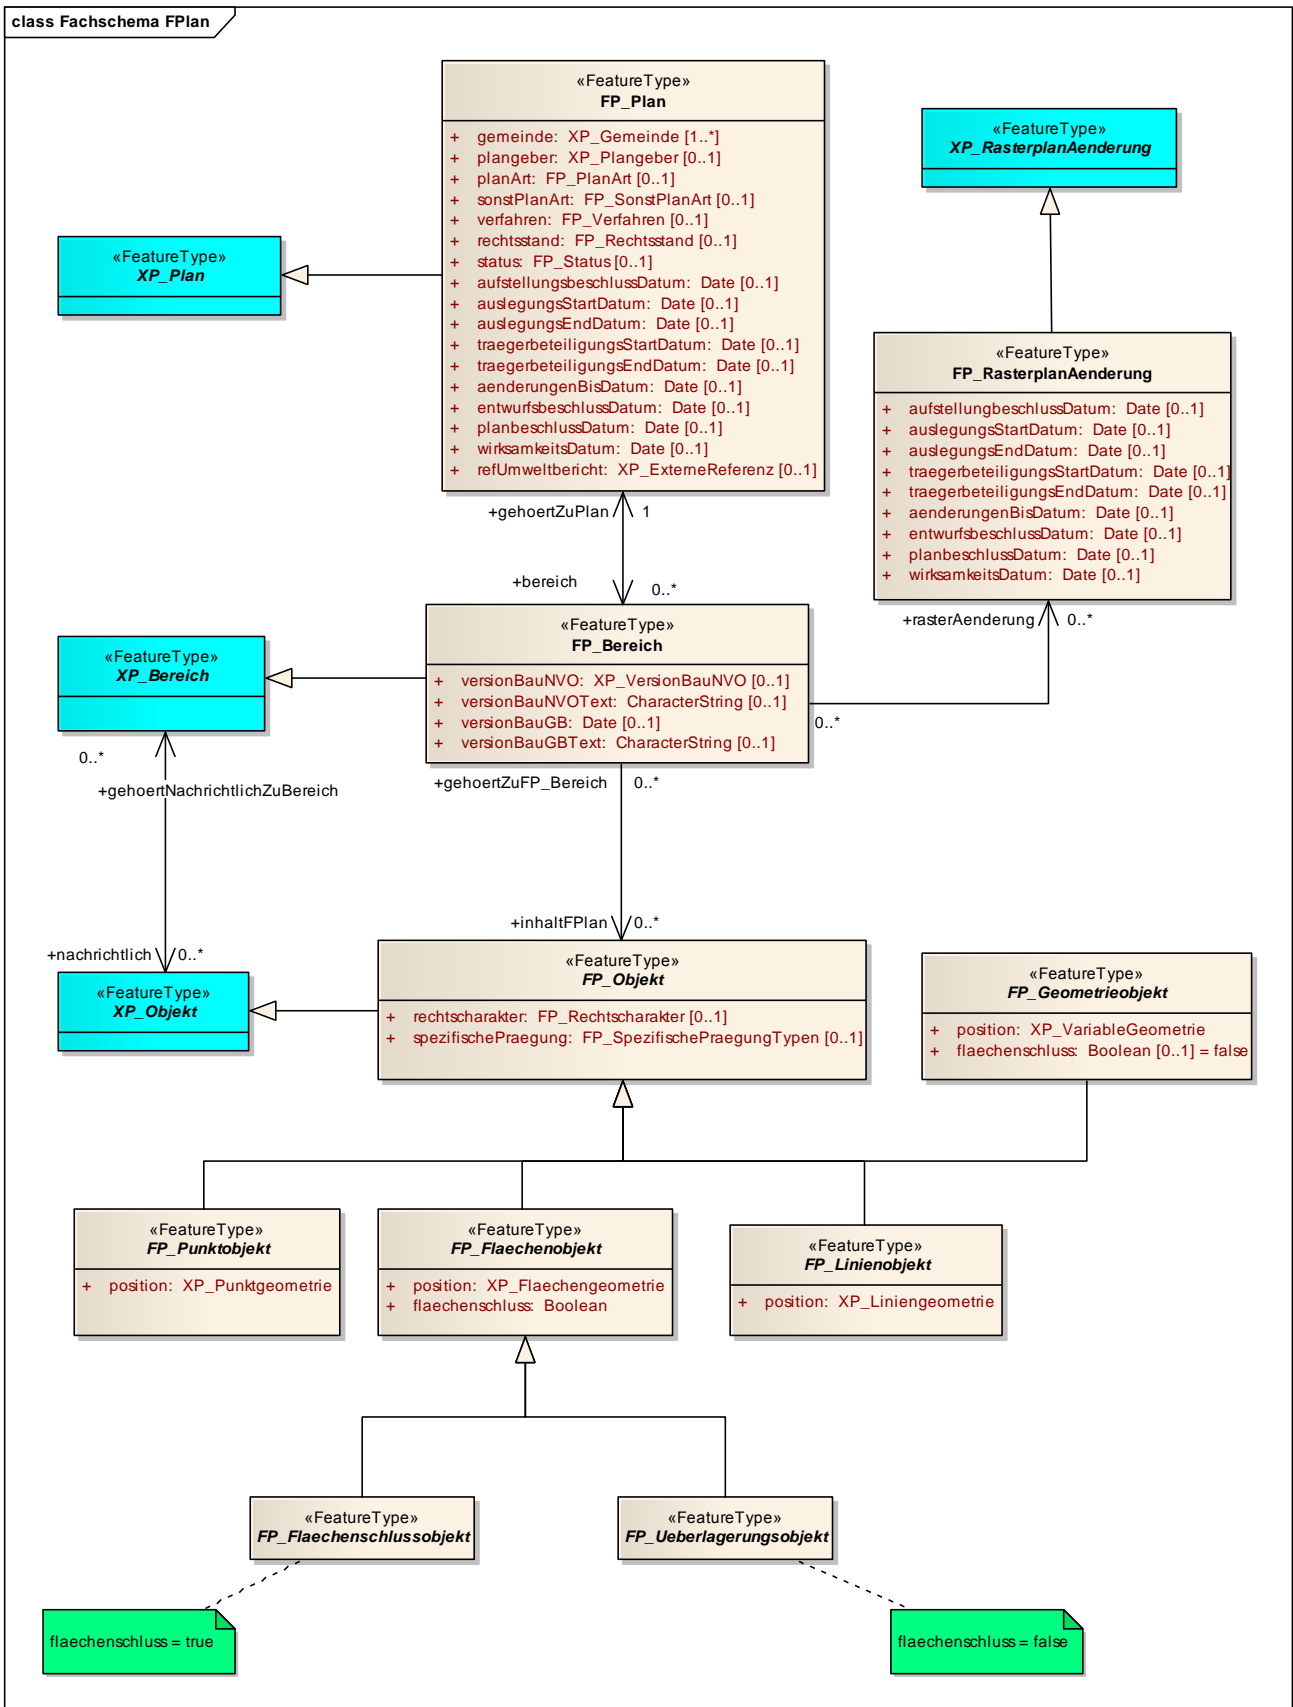 class Fachschema FPlan
«FeatureType»
FP_Plan
+ gemeinde: XP_Gemeinde [1..*]
+ plangeber: XP_Plangeber [0..1]
+ planArt: FP_PlanArt [0..1]
+ sonstPlanArt: FP_SonstPlanArt [0..1]
+ verfahren: FP_Verfahren [0..1]
+ rechtsstand: FP_Rechtsstand [0..1]
+ status: FP_Status [0..1]
+ aufstellungsbeschlussDatum: Date [0..1]
+ auslegungsStartDatum: Date [0..1]
+ auslegungsEndDatum: Date [0..1]
+ traegerbeteiligungsStartDatum: Date [0..1]
+ traegerbeteiligungsEndDatum: Date [0..1]
+ aenderungenBisDatum: Date [0..1]
+ entwurfsbeschlussDatum: Date [0..1]
+ planbeschlussDatum: Date [0..1]
+ wirksamkeitsDatum: Date [0..1]
+ refUmweltbericht: XP_ExterneReferenz [0..1]
«FeatureType»
XP_RasterplanAenderung
«FeatureType»
XP_Plan
«FeatureType»
FP_RasterplanAenderung
+ aufstellungbeschlussDatum: Date [0..1]
+ auslegungsStartDatum: Date [0..1]
+ auslegungsEndDatum: Date [0..1]
+ traegerbeteiligungsStartDatum: Date [0..1]
+ traegerbeteiligungsEndDatum: Date [0..1]
+ aenderungenBisDatum: Date [0..1]
+ entwurfsbeschlussDatum: Date [0..1]
+ planbeschlussDatum: Date [0..1]
+ wirksamkeitsDatum: Date [0..1]
+gehoertZuPlan 1
+bereich 0..*
+rasterAenderung 0..*
«FeatureType»
FP_Bereich
+ versionBauNVO: XP_VersionBauNVO [0..1]
+ versionBauNVOText: CharacterString [0..1]
+ versionBauGB: Date [0..1]
+ versionBauGBText: CharacterString [0..1]
0..*
«FeatureType»
XP_Bereich
0..*
+gehoertNachrichtlichZuBereich
+gehoertZuFP_Bereich 0..*
+inhaltFPlan 0..*
+nachrichtlich 0..*
«FeatureType»
XP_Objekt
«FeatureType»
FP_Objekt
+ rechtscharakter: FP_Rechtscharakter [0..1]
+ spezifischePraegung: FP_SpezifischePraegungTypen [0..1]
«FeatureType»
FP_Geometrieobjekt
+ position: XP_VariableGeometrie
+ flaechenschluss: Boolean [0..1] = false
«FeatureType»
FP_Punktobjekt
+ position: XP_Punktgeometrie
«FeatureType»
FP_Flaechenobjekt
+ position: XP_Flaechengeometrie
+ flaechenschluss: Boolean
«FeatureType»
FP_Linienobjekt
+ position: XP_Liniengeometrie
«FeatureType»
FP_Flaechenschlussobjekt
«FeatureType»
FP_Ueberlagerungsobjekt
flaechenschluss = true
flaechenschluss = false